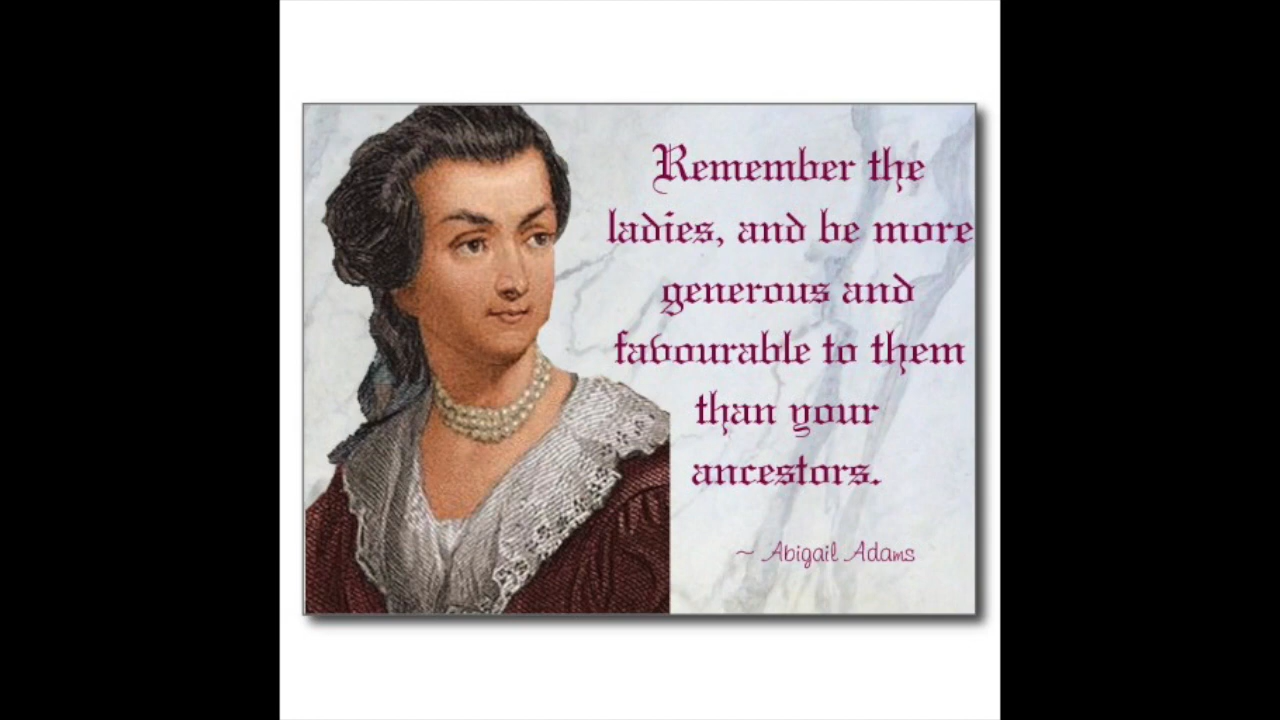 Remember the
ladies, and be more
generous and
favourable to them
than your
ancestors.
~ Abigail Adams